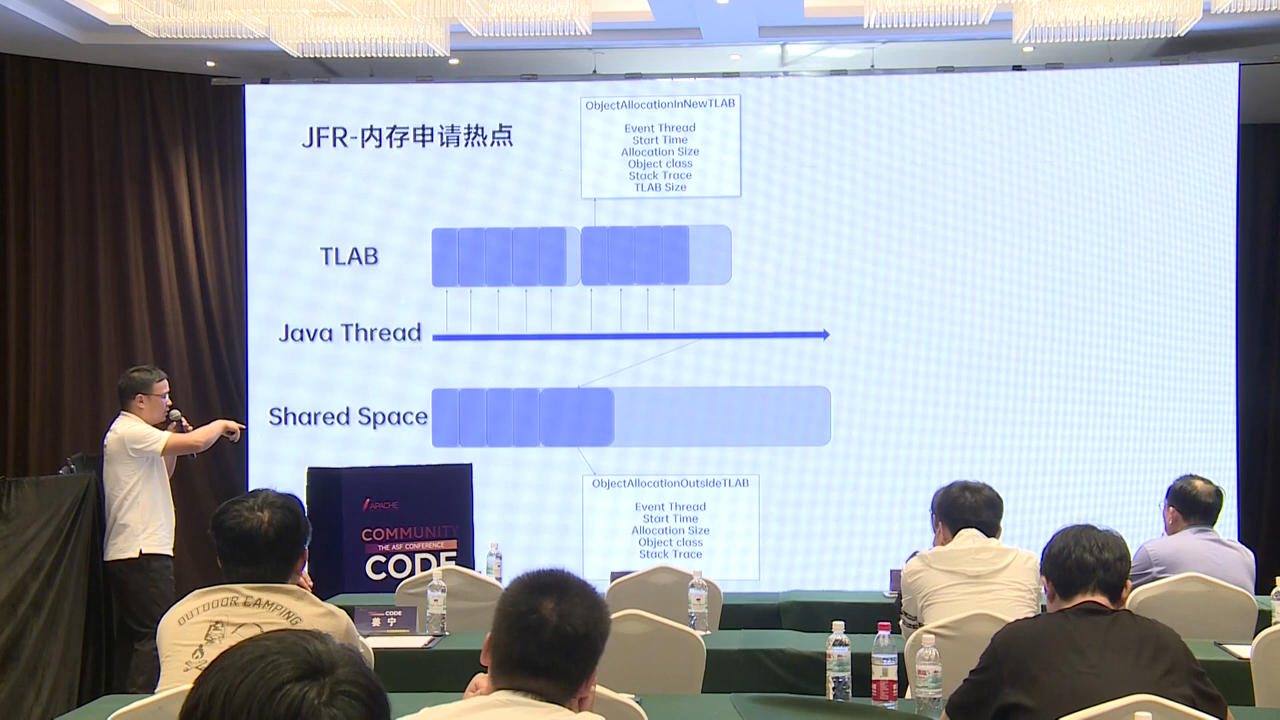 JFR-内存申请热点
ObjectAllocationInNewTLAB
Event Thread
Start Time
Allocation Size
Object class
Stack Trace
TLAB Size
TLAB
Java Thread
Shared Space
ObjectAllocationOutsideTLAB
Event Thread
Start Time
Allocation Size
Object class
Stack Trace
APACHE
COMMUNITY
THE ASF CONFERENCE
CODE
OUTDOOR CAMPING
CODE
姜宁